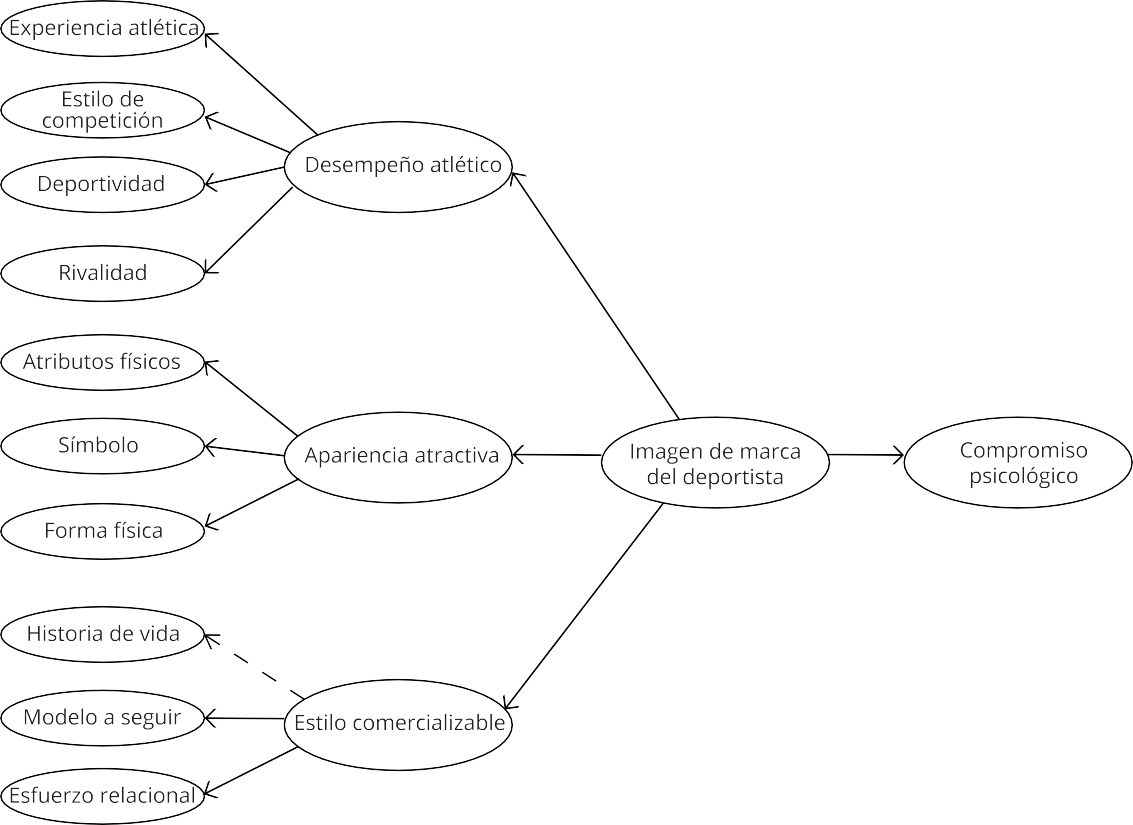 Experiencia atlética
Estilo de
competición
Deportividad
Rivalidad
Desempeño atlético
Atributos físicos
Símbolo
Forma física
Apariencia atractiva
Imagen de marca
del deportista
Compromiso
psicológico
Historia de vida
Modelo a seguir
Esfuerzo relacional
Estilo comercializable